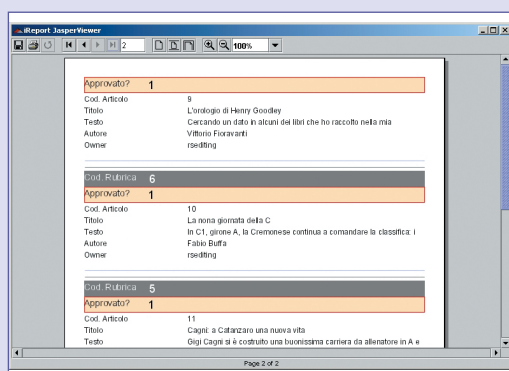 iReport JasperViewer
2
100%
Approvato? 1
Cod. Articolo 9
Titolo L'orologio di Henry Goodley
Testo Cercando un dato in alcuni dei libri che ho raccolto nella mia
Autore Vittorio Fioravanti
Owner rsediting
Cod. Rubrica 6
Approvato? 1
Cod. Articolo 10
Titolo La nona giornata della C
Testo In C1, girone A, la Cremonese continua a comandare la classifica: i
Autore Fabio Buffa
Owner rsediting
Cod. Rubrica 5
Approvato? 1
Cod. Articolo 11
Titolo Cagni: a Catanzaro una nuova vita
Testo Gigi Cagni si è costruito una buonissima carriera da allenatore in A e
Page 2 of 2